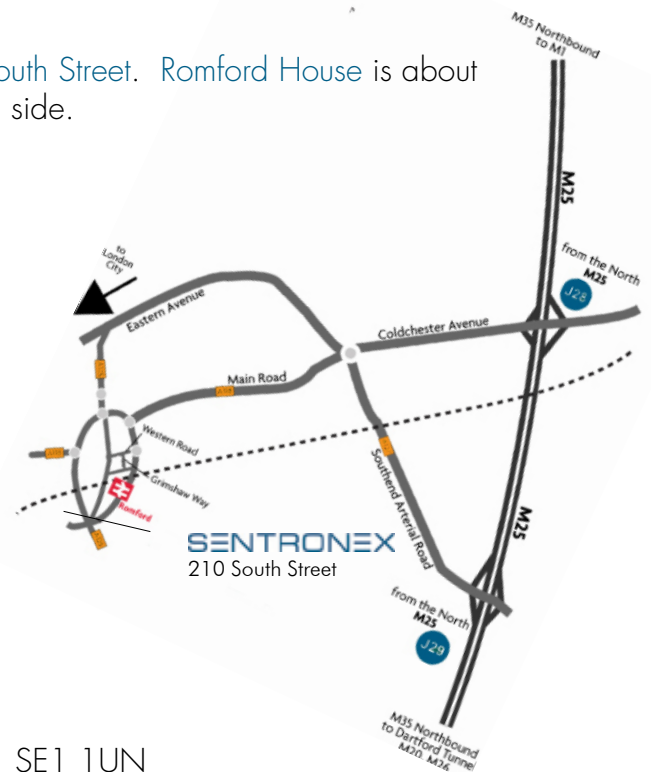 outh Street. Romford House is about
side.
M35 Northbound
to M1
M25
from the North
M25
J28
to
London
City
Eastern Avenue
Coldchester Avenue
Main Road
Western Road
Grimshaw Way
Romford
Southend Arterial Road
M25
SENTRONEX
210 South Street
from the North
M25
J29
M35 Northbound
to Dartford Tunnel
M20, M26
SE1 1UN